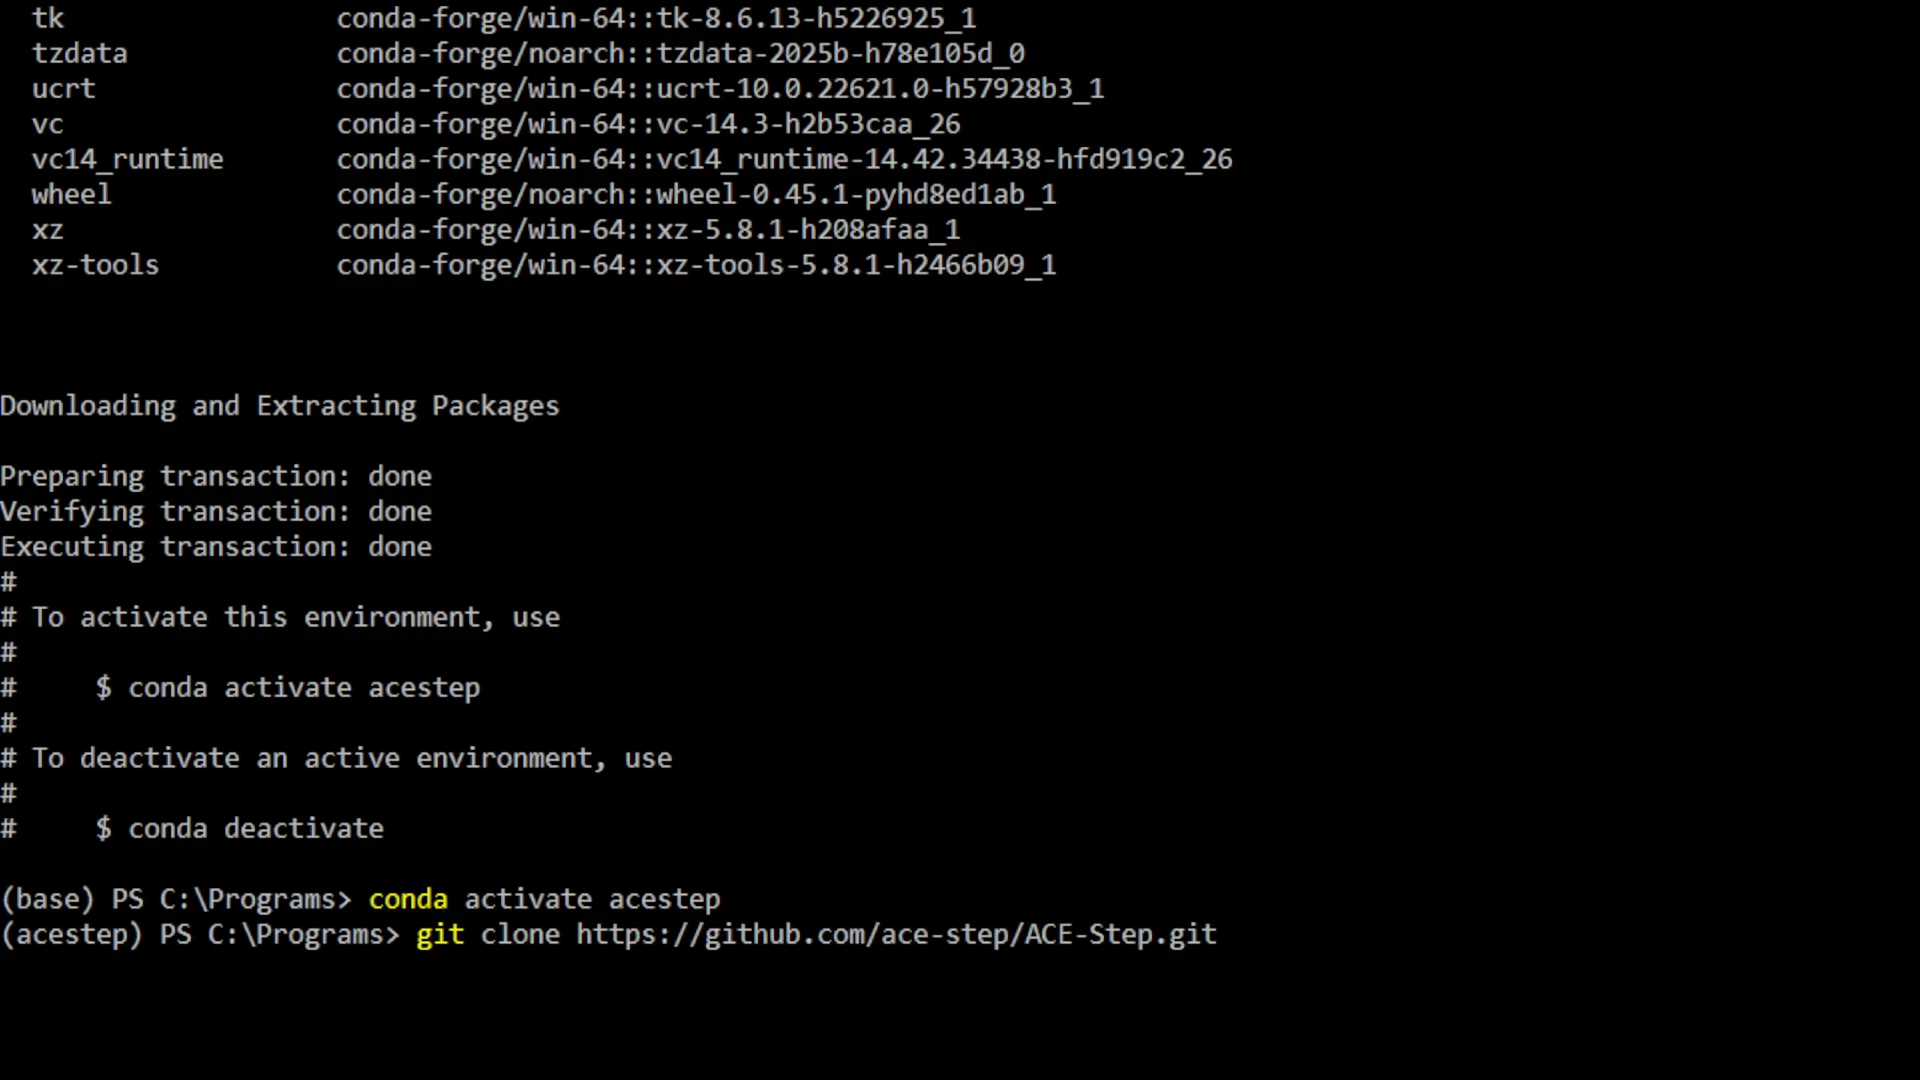 tk conda-forge/win-64::tk-8.6.13-h5226925_1
tzdata conda-forge/noarch::tzdata-2025b-h78e105d_0
ucrt conda-forge/win-64::ucrt-10.0.22621.0-h57928b3_1
vc conda-forge/win-64::vc-14.3-h2b53caa_26
vc14_runtime conda-forge/win-64::vc14_runtime-14.42.34438-hfd919c2_26
wheel conda-forge/noarch::wheel-0.45.1-pyhd8ed1ab_1
xz conda-forge/win-64::xz-5.8.1-h208afaa_1
xz-tools conda-forge/win-64::xz-tools-5.8.1-h2466b09_1
Downloading and Extracting Packages
Preparing transaction: done
Verifying transaction: done
Executing transaction: done
#
# To activate this environment, use
#
# $ conda activate acestep
#
# To deactivate an active environment, use
#
# $ conda deactivate
(base) PS C:\Programs> conda activate acestep
(acestep) PS C:\Programs> git clone https://github.com/ace-step/ACE-Step.git